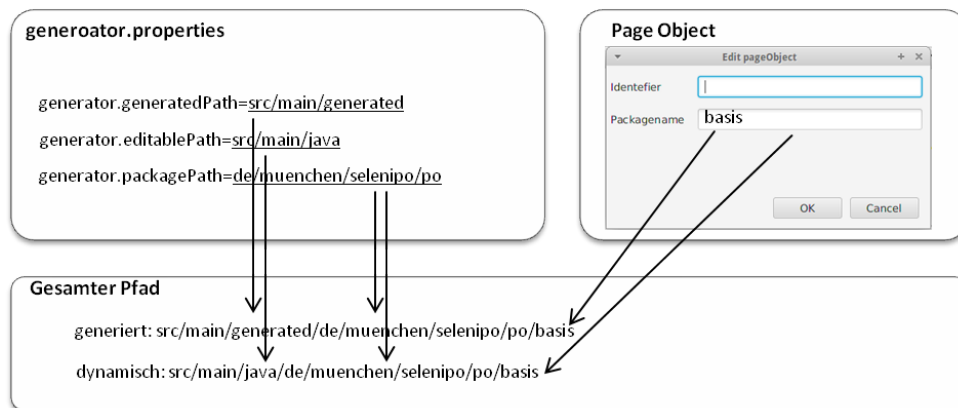 generoator.properties
generator.generatedPath=src/main/generated
generator.editablePath=src/main/java
generator.packagePath=de/muenchen/selenipo/po
Page Object
Edit pageObject
Identefier
Packagename basis
OK Cancel
Gesamter Pfad
generiert: src/main/generated/de/muenchen/selenipo/po/basis
dynamisch: src/main/java/de/muenchen/selenipo/po/basis